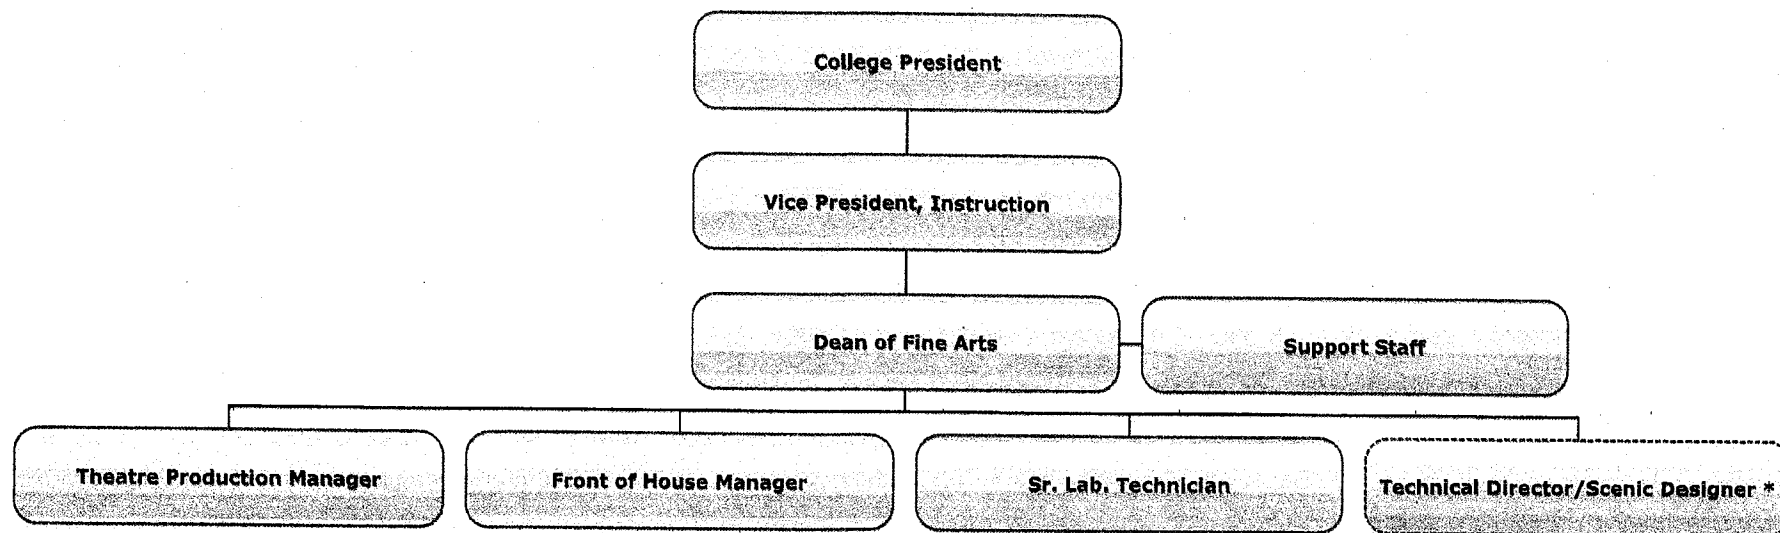 College President
Vice President, Instruction
Dean of Fine Arts
Support Staff
Theatre Production Manager
Front of House Manager
Sr. Lab. Technician
Technical Director/Scenic Designer *